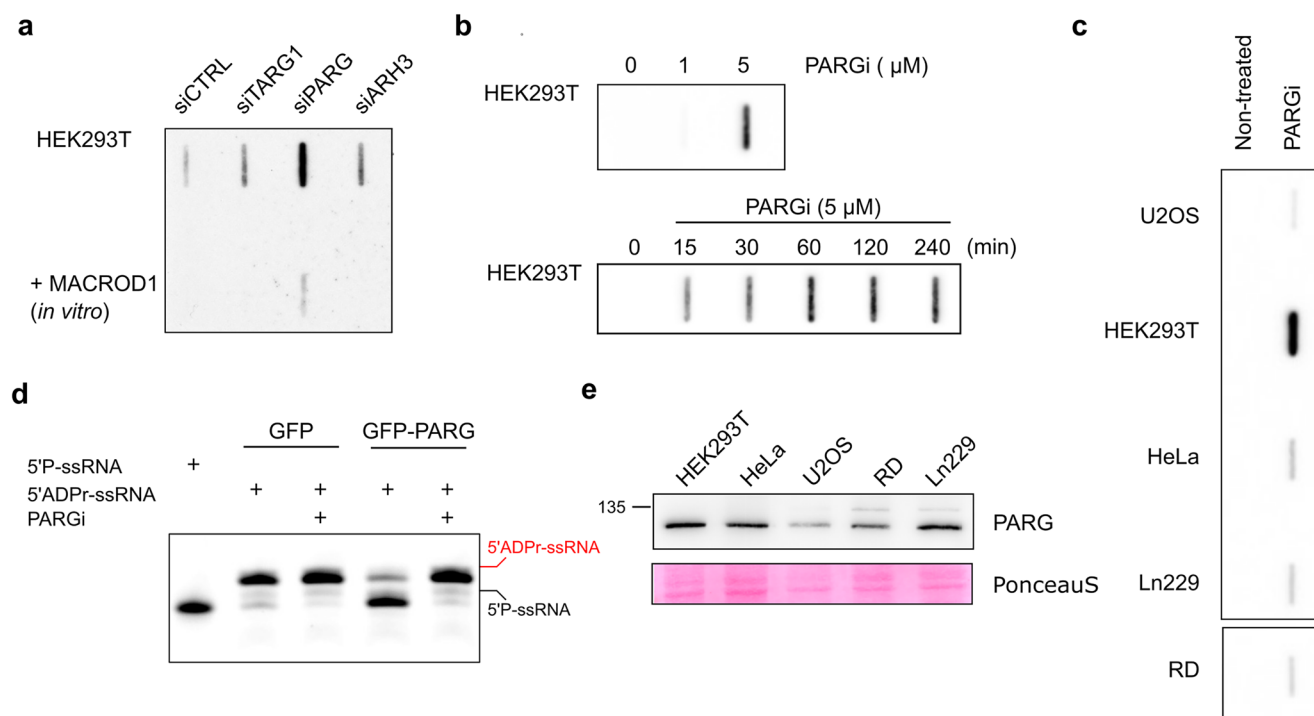 a
siCTRL siTARG1 siPARG siARH3
HEK293T
+ MACROD1
(in vitro)
b
0 1 5 PARGi ( µM)
HEK293T
PARGi (5 µM)
0 15 30 60 120 240 (min)
HEK293T
c
Non-treated PARGi
U2OS
HEK293T
HeLa
Ln229
RD
d
GFP GFP-PARG
5'P-ssRNA +
5'ADPr-ssRNA + + + +
PARGi + +
5'ADPr-ssRNA
5'P-ssRNA
e
HEK293T HeLa U2OS RD Ln229
135
PARG
PonceauS